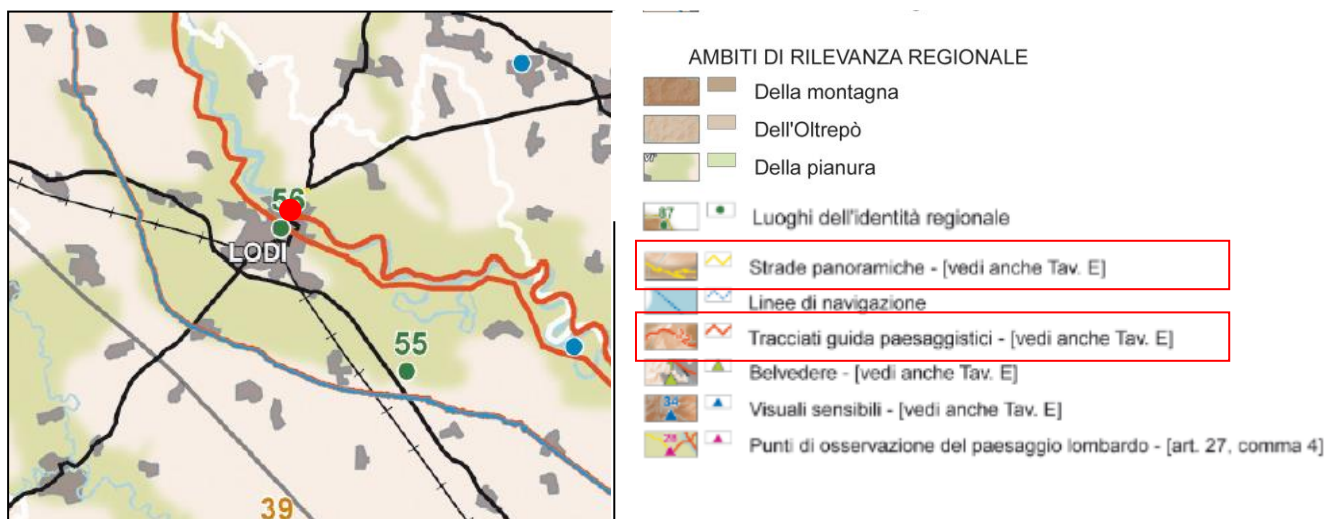 56
LODI
55
39
AMBITI DI RILEVANZA REGIONALE
Della montagna
Dell'Oltrepò
Della pianura
87
Luoghi dell'identità regionale
Strade panoramiche - [vedi anche Tav. E]
Linee di navigazione
Tracciati guida paesaggistici - [vedi anche Tav. E]
Belvedere - [vedi anche Tav. E]
34
Visuali sensibili - [vedi anche Tav. E]
28
Punti di osservazione del paesaggio lombardo - [art. 27, comma 4]